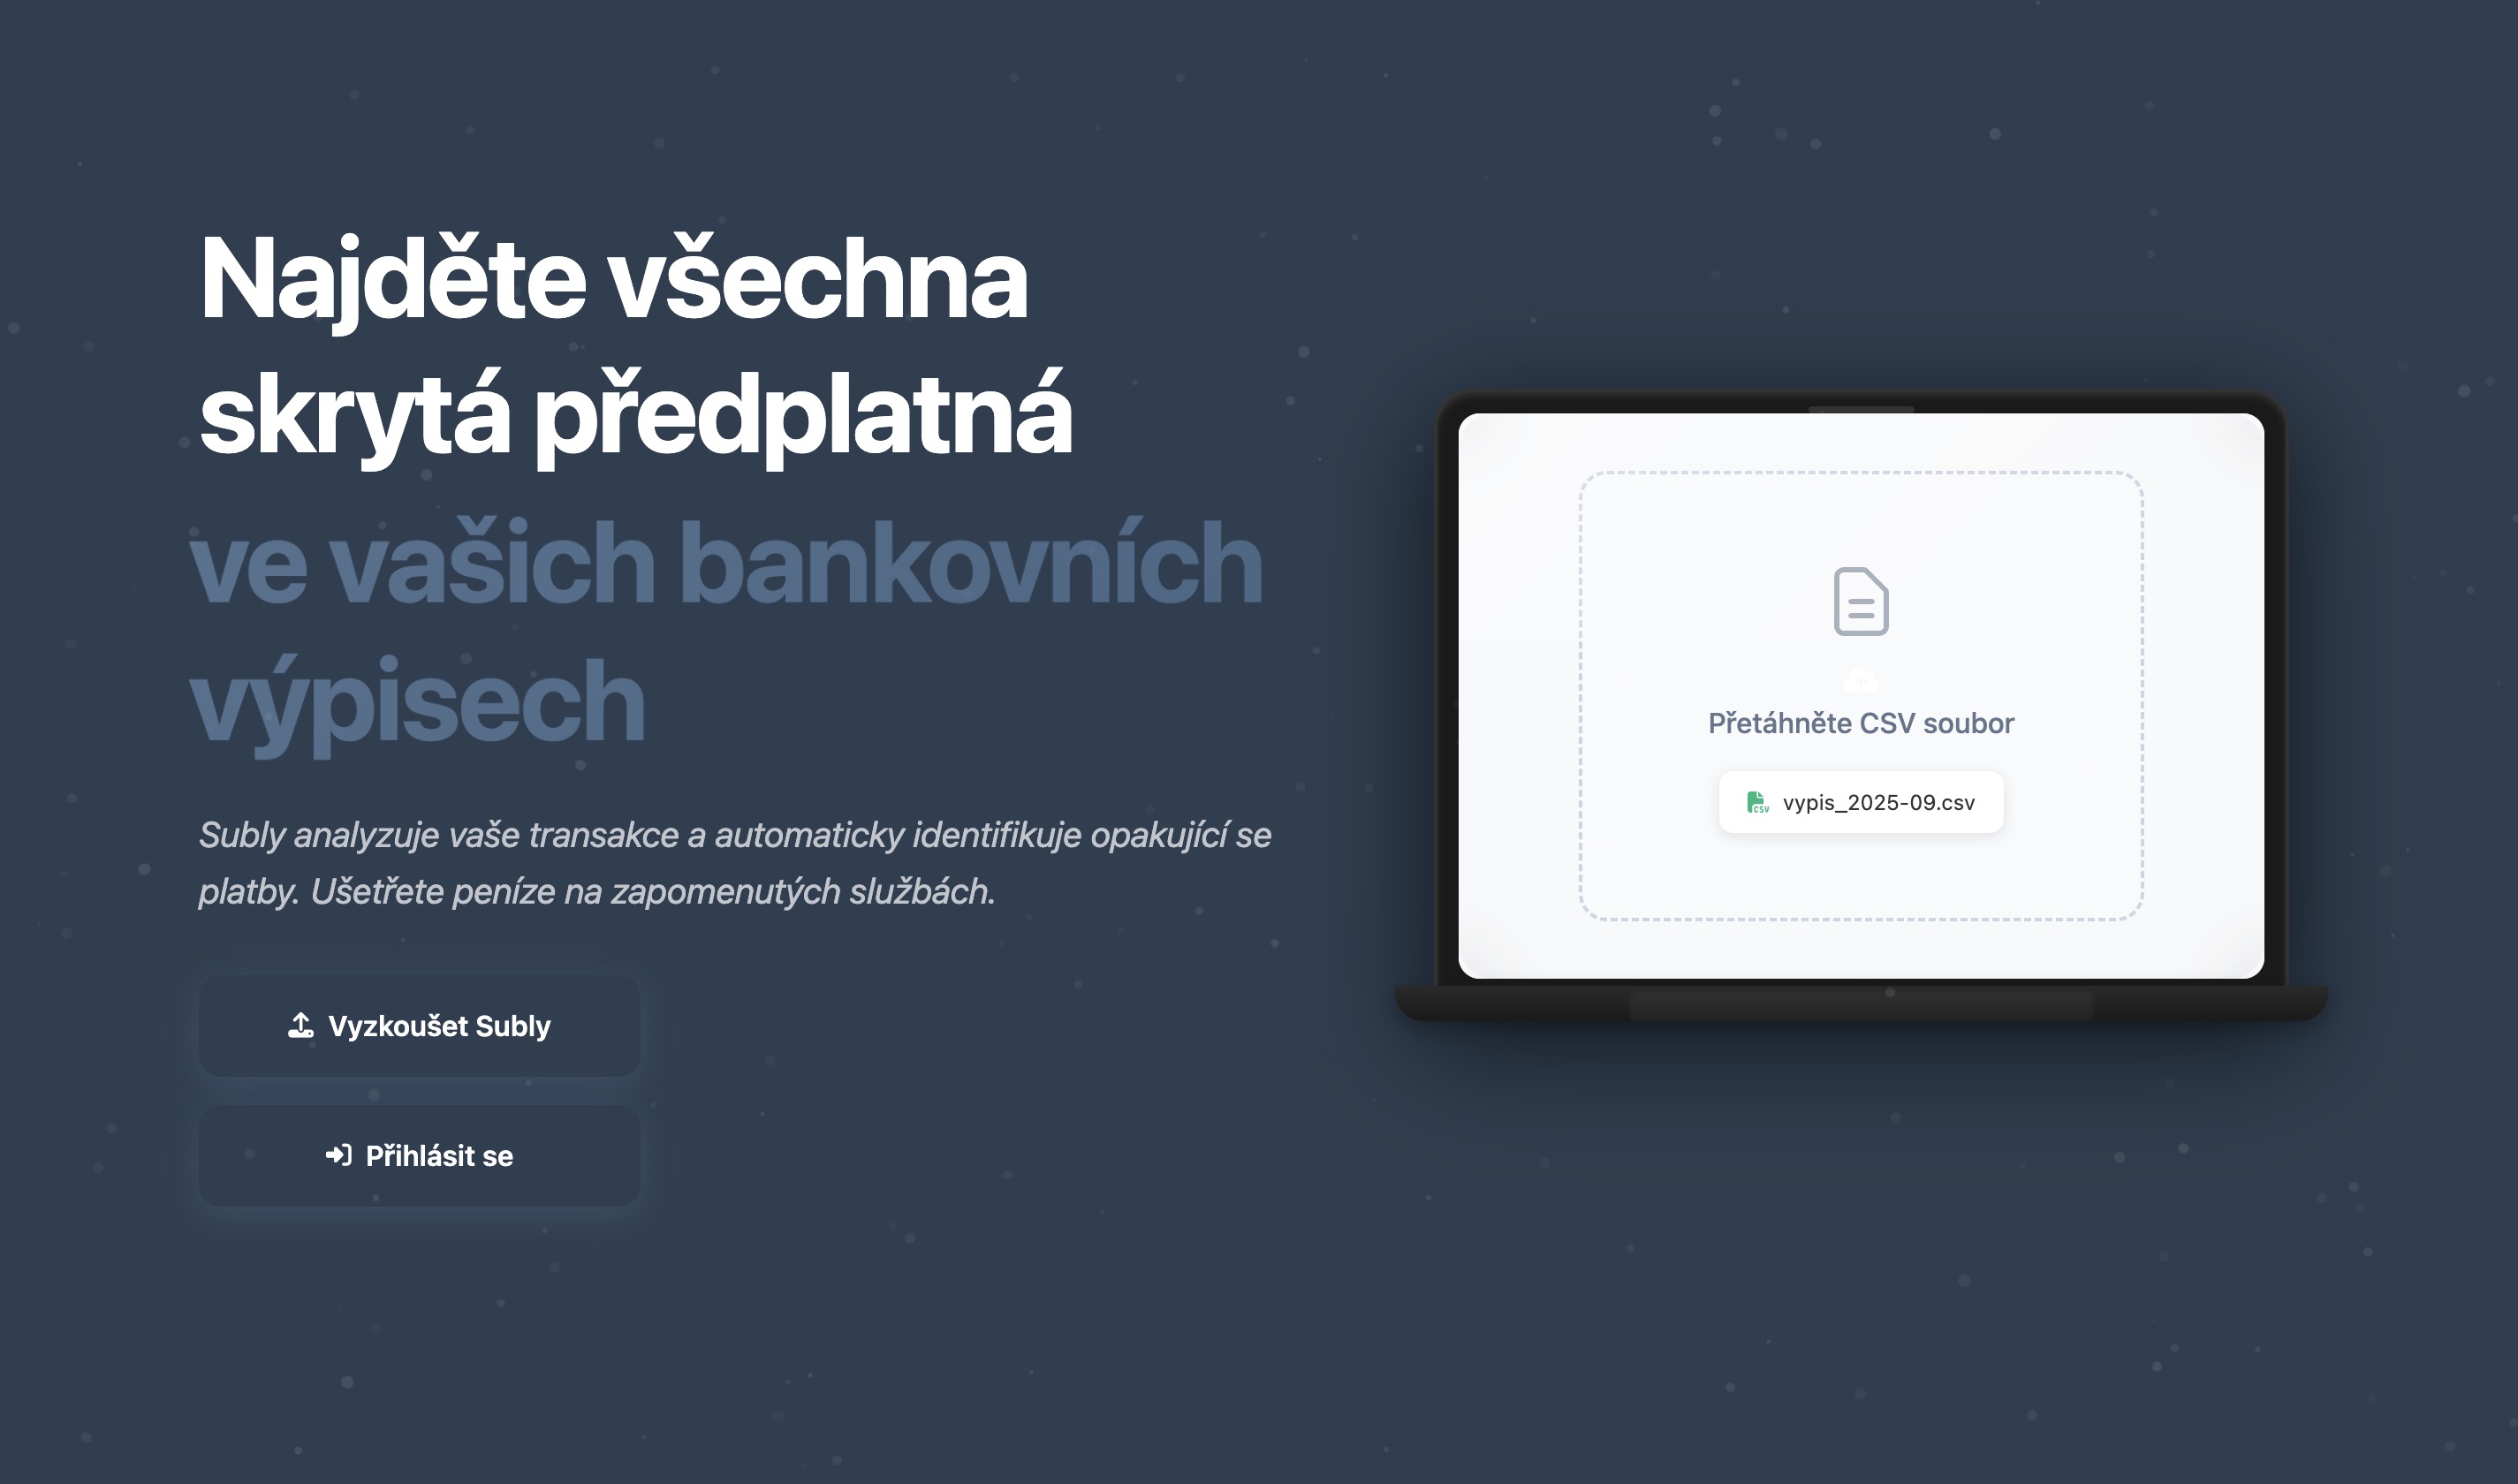 Najděte všechna
skrytá předplatná
ve vašich bankovních
výpisech
Subly analyzuje vaše transakce a automaticky identifikuje opakující se
platby. Ušetřete peníze na zapomenutých službách.
Vyzkoušet Subly
Přihlásit se
Přetáhněte CSV soubor
CSV
vypis_2025-09.csv